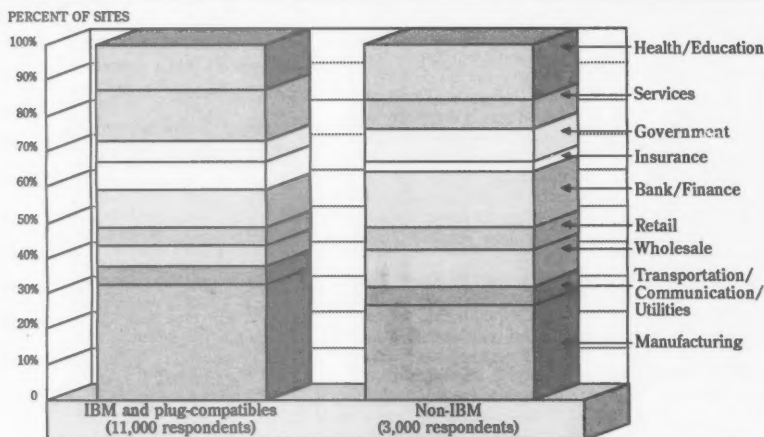 PERCENT OF SITES
100%
90%
80%
70%
60%
50%
40%
30%
20%
10%
0
Health/Education
Services
Government
Insurance
Bank/Finance
Retail
Wholesale
Transportation/
Communication/
Utilities
Manufacturing
IBM and plug-compatibles
(11,000 respondents)
Non-IBM
(3,000 respondents)